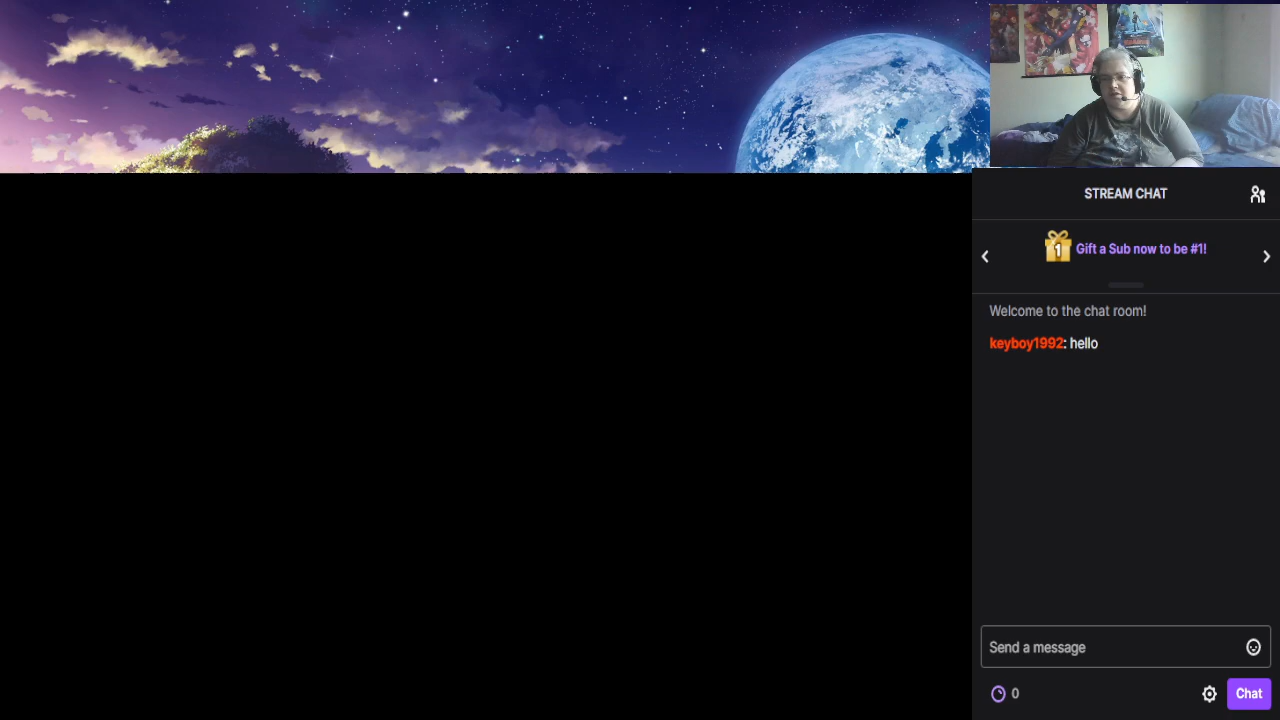 STREAM CHAT
1 Gift a Sub now to be #1!
Welcome to the chat room!
keyboy1992: hello
Send a message
0
Chat